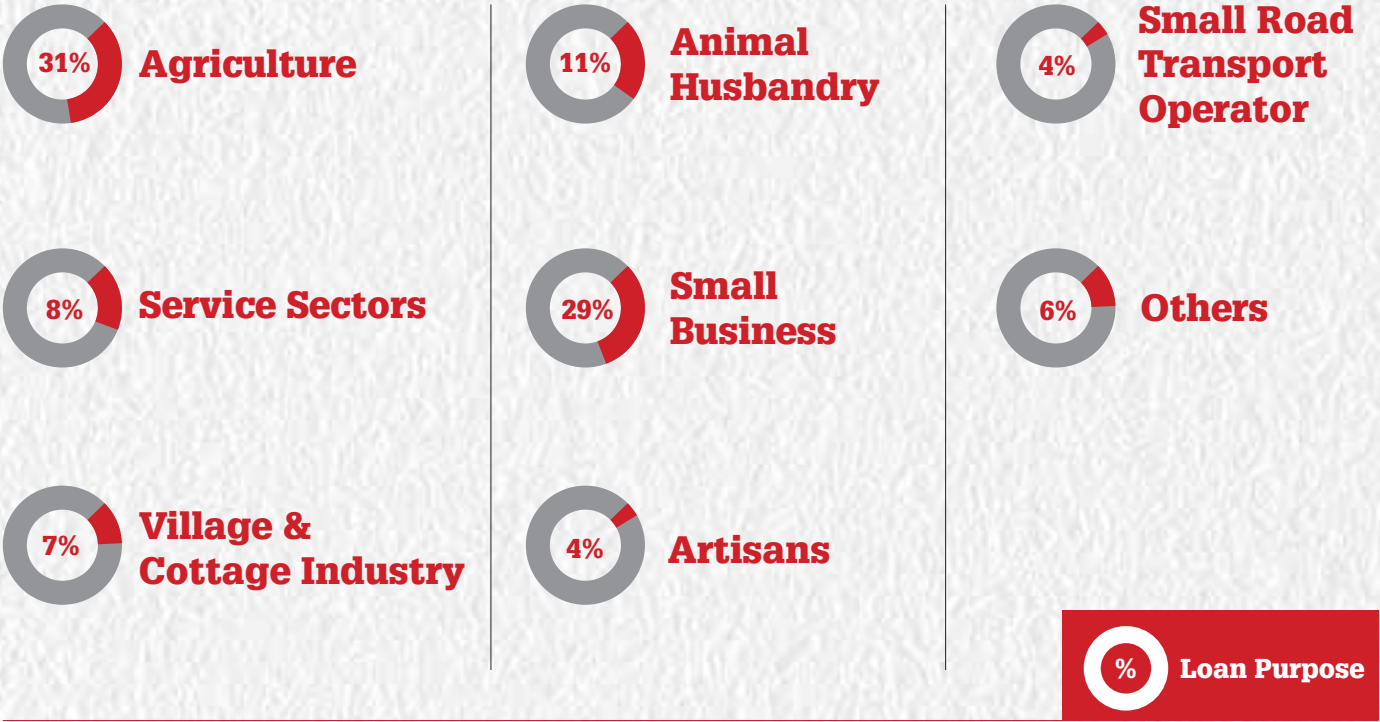 31%
Agriculture
8%
Service Sectors
7%
Village &
Cottage Industry
11%
Animal
Husbandry
29%
Small
Business
4%
Artisans
4%
Small Road
Transport
Operator
6%
Others
%
Loan Purpose